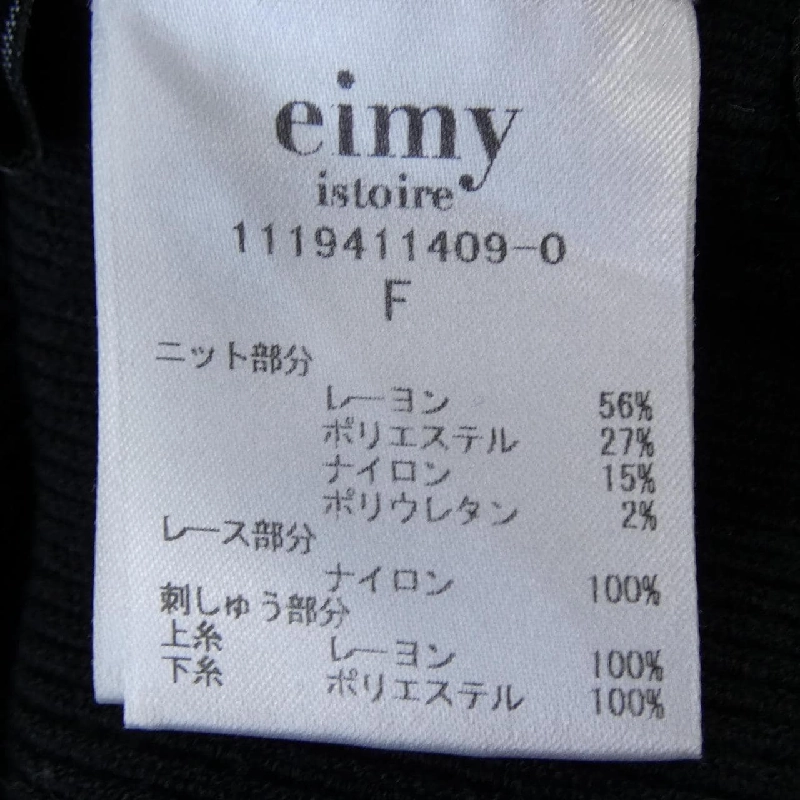 eimy
istoire
1119411409-0
F
ニット部分
レーヨン 56%
ポリエステル 27%
ナイロン 15%
ポリウレタン 2%
レース部分
ナイロン 100%
刺しゅう部分
上糸 レーヨン 100%
下糸 ポリエステル 100%